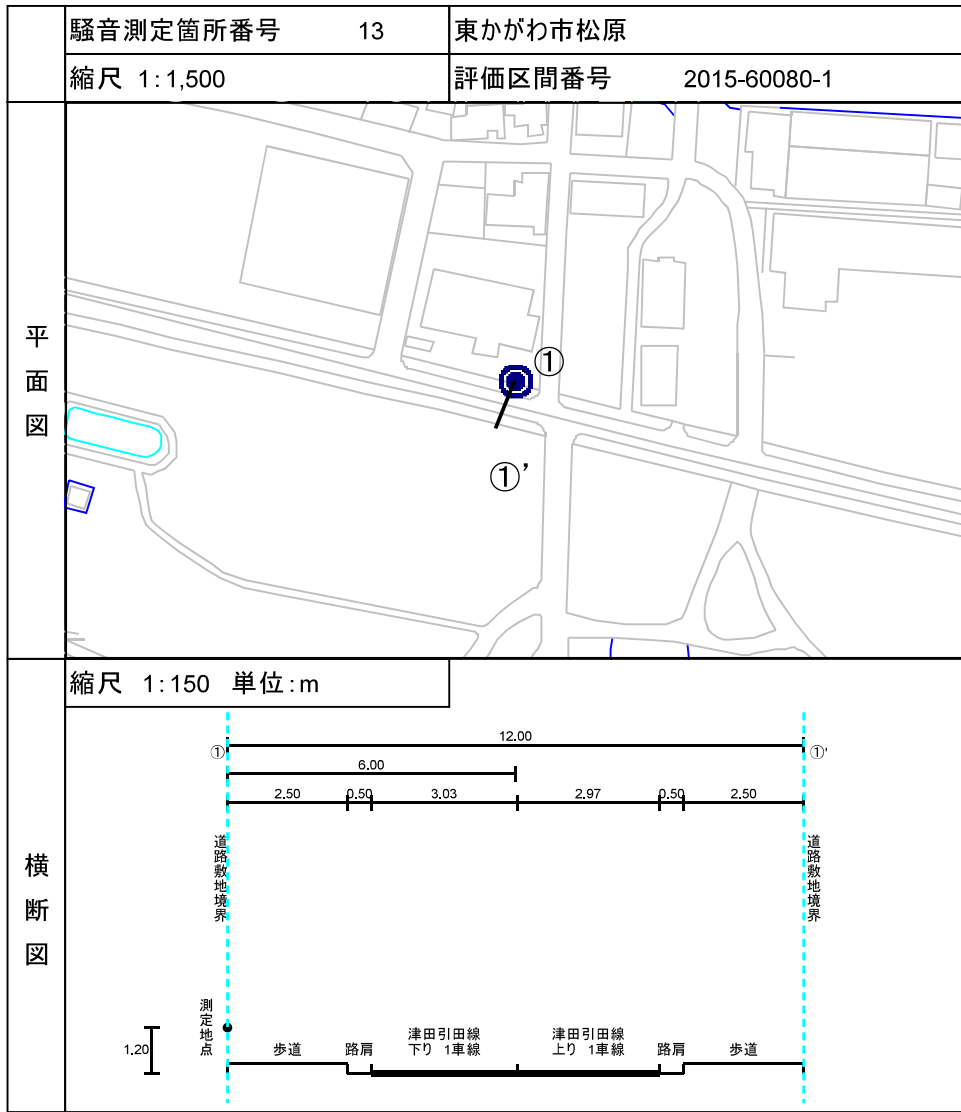 騒音測定箇所番号 13 東かがわ市松原
縮尺 1:1,500 評価区間番号 2015-60080-1
平面図
①
①’
横断図
縮尺 1:150 単位:m
① 12.00 ①'
6.00
2.50 0.50 3.03 2.97 0.50 2.50
道路敷地境界
道路敷地境界
測定地点
1.20
歩道 路肩 津田引田線 下り 1車線 津田引田線 上り 1車線 路肩 歩道